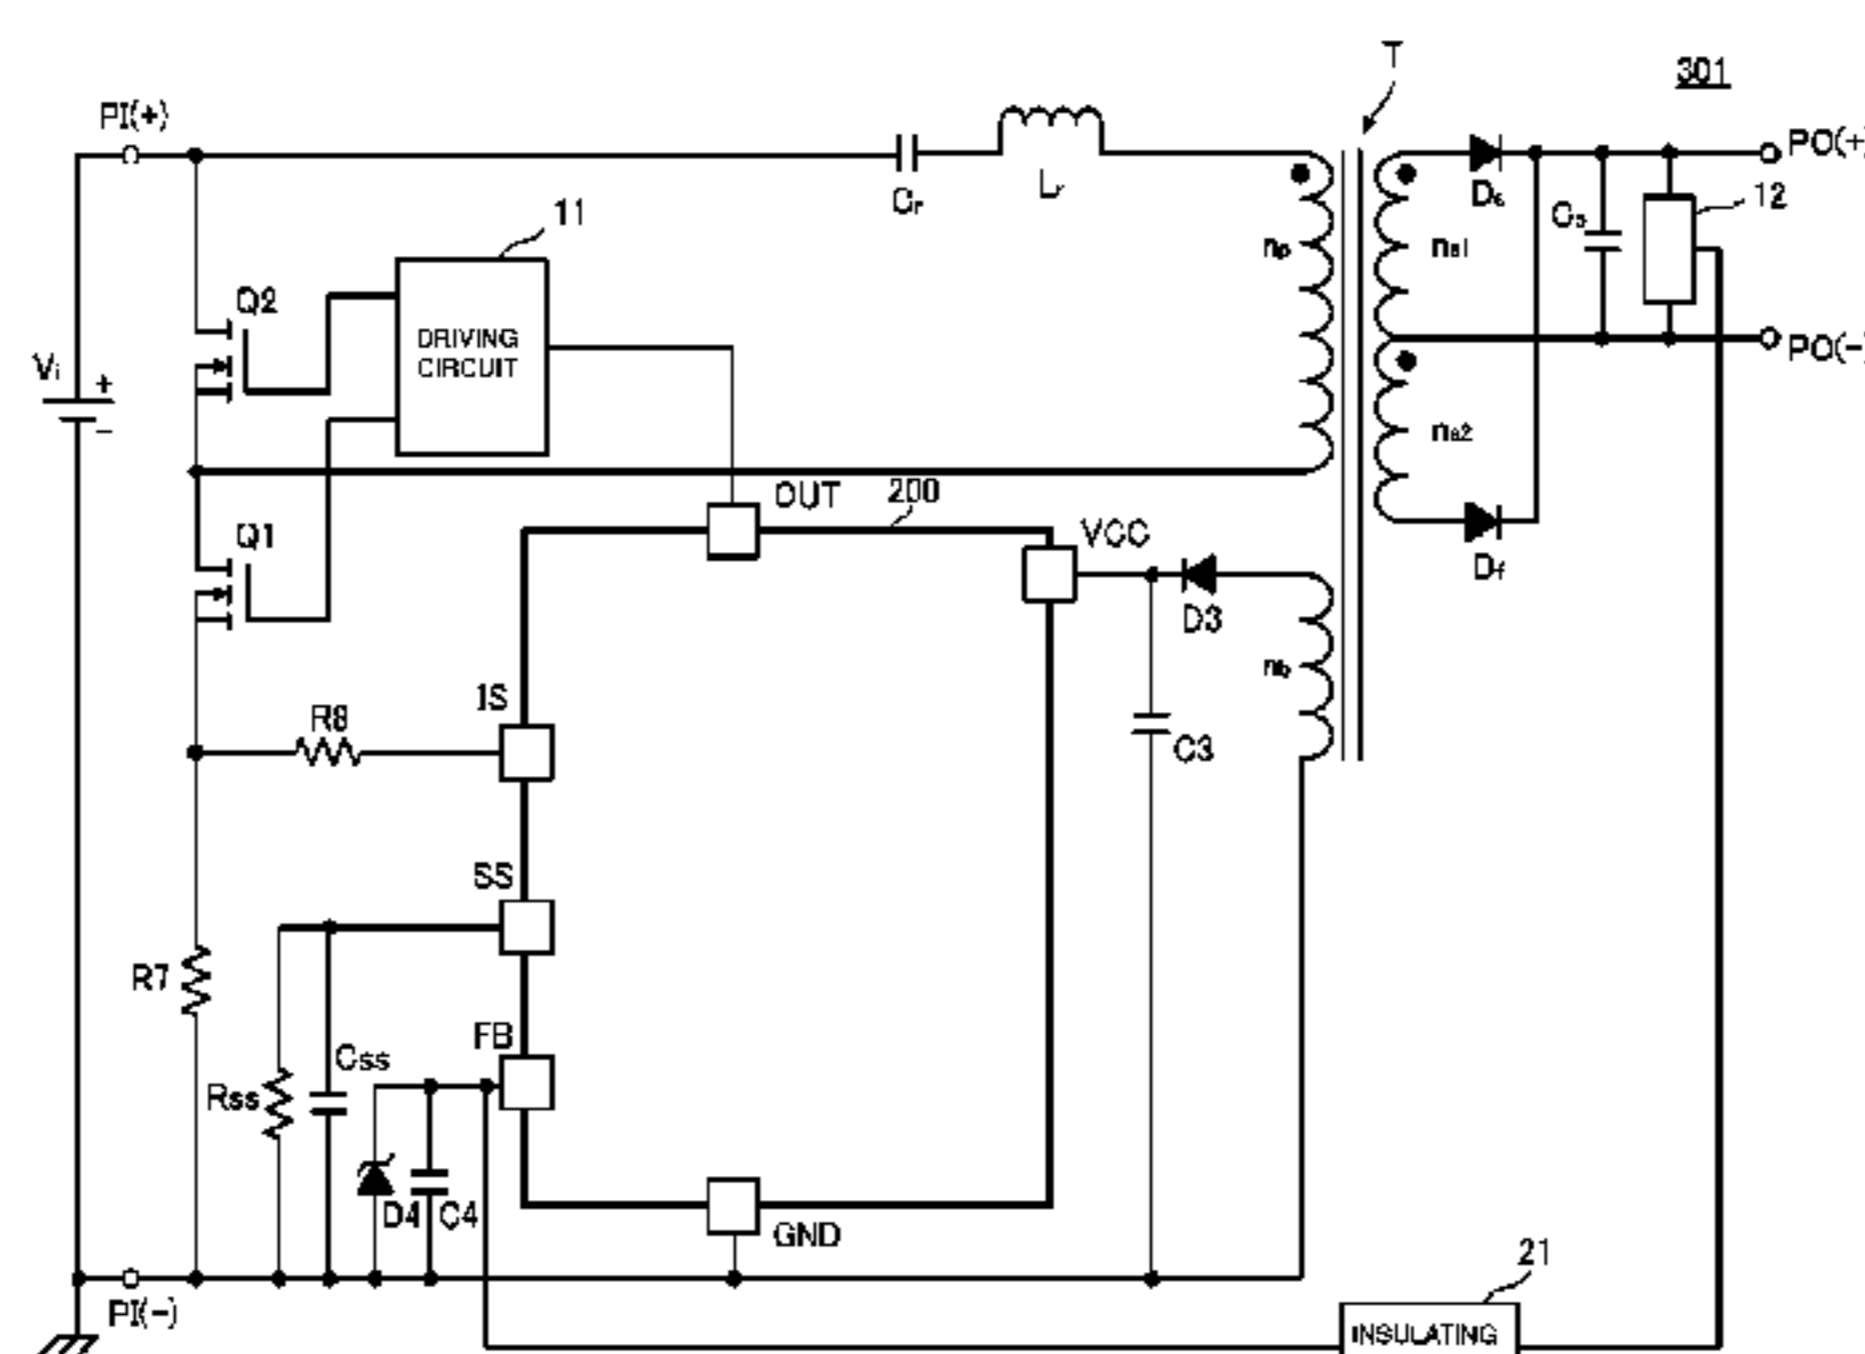 T
301
PI(+)
PO(+)
Cr
Lr
Ds
Co
12
11
np
ns1
Q2
DRIVING
CIRCUIT
Vi
+
−
PO(−)
ns2
OUT
200
Q1
VCC
Df
D3
nb
IS
R8
C3
SS
R7
FB
Css
Rss
D4
C4
GND
21
PI(−)
INSULATING